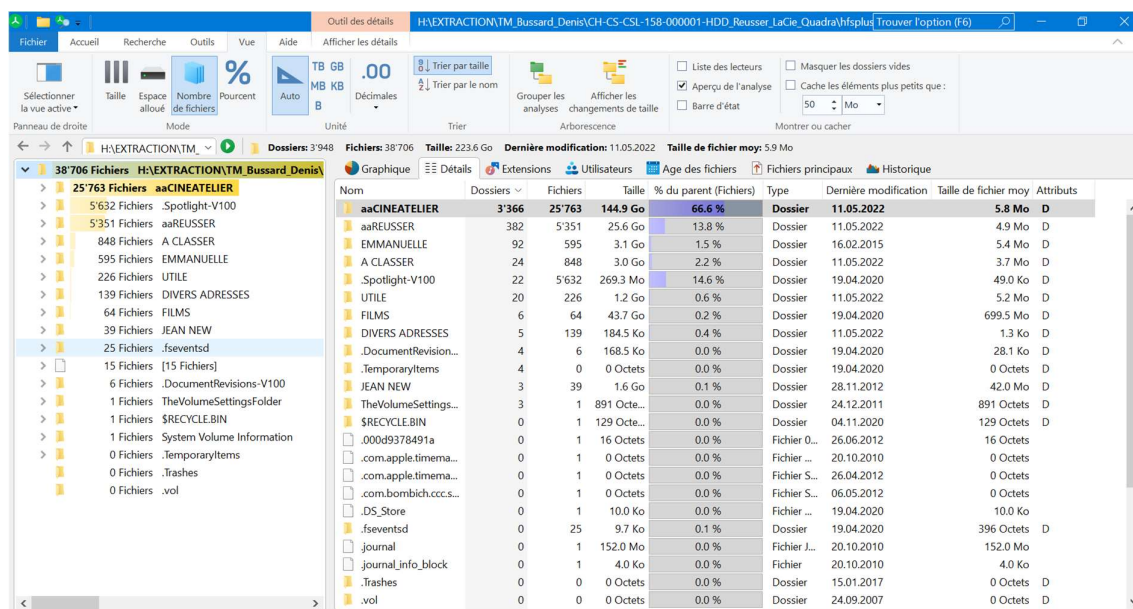 Outil des détails H:\EXTRACTION\TM_Bussard_Denis\CH-CS-CSL-158-000001-HDD_Reusser_LaCie_Quadra\hfsplus Trouver l'option (F6)
Fichier Accueil Recherche Outils Vue Aide Afficher les détails
TB GB
MB KB
B
.00
Trier par taille
Trier par le nom
Liste des lecteurs
Aperçu de l'analyse
Barre d'état
Masquer les dossiers vides
Cache les éléments plus petits que :
50 Mo
Sélectionner la vue active
Taille
Espace alloué
Nombre de fichiers
Pourcent
Auto
Décimales
Grouper les analyses
Afficher les changements de taille
Panneau de droite Mode Unité Trier Arborescence Montrer ou cacher
H:\EXTRACTION\TM_ Dossiers: 3'948 Fichiers: 38'706 Taille: 223.6 Go Dernière modification: 11.05.2022 Taille de fichier moy: 5.9 Mo
38'706 Fichiers H:\EXTRACTION\TM_Bussard_Denis\
25'763 Fichiers aaCINEATELIER
5'632 Fichiers .Spotlight-V100
5'351 Fichiers aaREUSSER
848 Fichiers A CLASSER
595 Fichiers EMMANUELLE
226 Fichiers UTILE
139 Fichiers DIVERS ADRESSES
64 Fichiers FILMS
39 Fichiers JEAN NEW
25 Fichiers .fseventsd
15 Fichiers [15 Fichiers]
6 Fichiers .DocumentRevisions-V100
1 Fichiers TheVolumeSettingsFolder
1 Fichiers $RECYCLE.BIN
1 Fichiers System Volume Information
0 Fichiers .TemporaryItems
0 Fichiers .Trashes
0 Fichiers .vol
Graphique Détails Extensions Utilisateurs Age des fichiers Fichiers principaux Historique
Nom Dossiers Fichiers Taille % du parent (Fichiers) Type Dernière modification Taille de fichier moy Attributs
aaCINEATELIER 3'366 25'763 144.9 Go 66.6 % Dossier 11.05.2022 5.8 Mo D
aaREUSSER 382 5'351 25.6 Go 13.8 % Dossier 11.05.2022 4.9 Mo D
EMMANUELLE 92 595 3.1 Go 1.5 % Dossier 16.02.2015 5.4 Mo D
A CLASSER 24 848 3.0 Go 2.2 % Dossier 11.05.2022 3.7 Mo D
.Spotlight-V100 22 5'632 269.3 Mo 14.6 % Dossier 19.04.2020 49.0 Ko D
UTILE 20 226 1.2 Go 0.6 % Dossier 11.05.2022 5.2 Mo D
FILMS 6 64 43.7 Go 0.2 % Dossier 19.04.2020 699.5 Mo D
DIVERS ADRESSES 5 139 184.5 Ko 0.4 % Dossier 11.05.2022 1.3 Ko D
.DocumentRevision... 4 6 168.5 Ko 0.0 % Dossier 19.04.2020 28.1 Ko D
.TemporaryItems 4 0 0 Octets 0.0 % Dossier 19.04.2020 0 Octets D
JEAN NEW 3 39 1.6 Go 0.1 % Dossier 28.11.2012 42.0 Mo D
TheVolumeSettings... 3 1 891 Octe... 0.0 % Dossier 24.12.2011 891 Octets D
$RECYCLE.BIN 0 1 129 Octe... 0.0 % Dossier 04.11.2020 129 Octets D
.000d9378491a 0 1 16 Octets 0.0 % Fichier 0... 26.06.2012 16 Octets
.com.apple.timema... 0 1 0 Octets 0.0 % Fichier ... 20.10.2010 0 Octets
.com.apple.timema... 0 1 0 Octets 0.0 % Fichier S... 26.04.2012 0 Octets
.com.bombich.ccc.s... 0 1 0 Octets 0.0 % Fichier S... 06.05.2012 0 Octets
.DS_Store 0 1 10.0 Ko 0.0 % Fichier ... 19.04.2020 10.0 Ko
.fseventsd 0 25 9.7 Ko 0.1 % Dossier 19.04.2020 396 Octets D
.journal 0 1 152.0 Mo 0.0 % Fichier J... 20.10.2010 152.0 Mo
.journal_info_block 0 1 4.0 Ko 0.0 % Fichier 20.10.2010 4.0 Ko
.Trashes 0 0 0 Octets 0.0 % Dossier 15.01.2017 0 Octets D
.vol 0 0 0 Octets 0.0 % Dossier 24.09.2007 0 Octets D